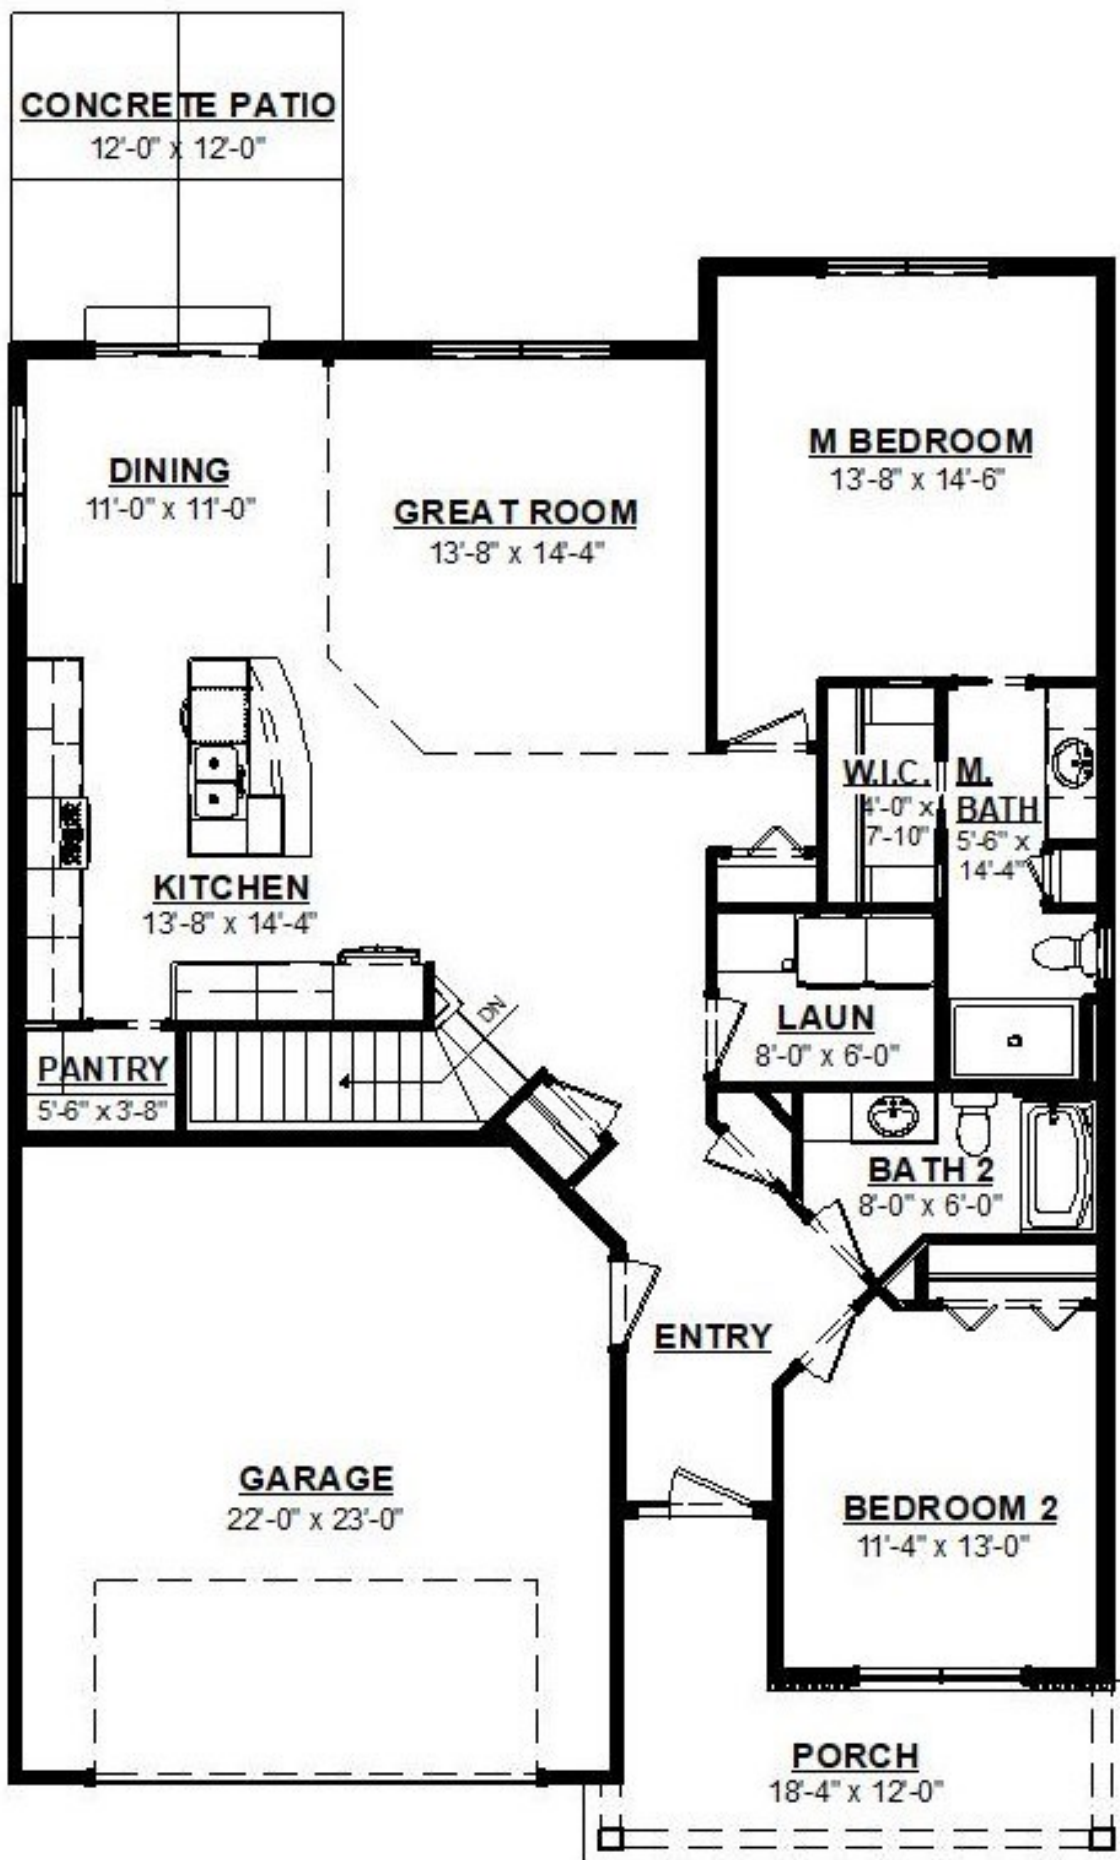 CONCRETE PATIO
12'-0" x 12'-0"
M BEDROOM
13'-8" x 14'-6"
DINING
11'-0" x 11'-0"
GREAT ROOM
13'-8" x 14'-4"
W.I.C.
4'-0" x
7'-10"
M.
BATH
5'-6" x
14'-4"
KITCHEN
13'-8" x 14'-4"
DN
LAUN
8'-0" x 6'-0"
PANTRY
5'-6" x 3'-8"
BATH 2
8'-0" x 6'-0"
ENTRY
GARAGE
22'-0" x 23'-0"
BEDROOM 2
11'-4" x 13'-0"
PORCH
18'-4" x 12'-0"